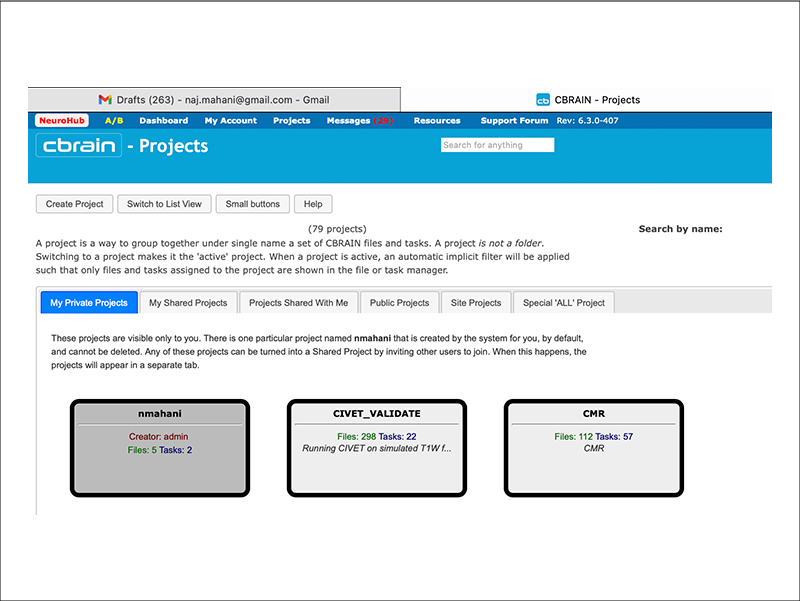 Drafts (263) - naj.mahani@gmail.com - Gmail
cb CBRAIN - Projects
NeuroHub A/B Dashboard My Account Projects Messages (29) Resources Support Forum Rev: 6.3.0-407
cbrain - Projects
Search for anything
Create Project Switch to List View Small buttons Help
(79 projects) Search by name:
A project is a way to group together under single name a set of CBRAIN files and tasks. A project is not a folder.
Switching to a project makes it the 'active' project. When a project is active, an automatic implicit filter will be applied
such that only files and tasks assigned to the project are shown in the file or task manager.
My Private Projects My Shared Projects Projects Shared With Me Public Projects Site Projects Special 'ALL' Project
These projects are visible only to you. There is one particular project named nmahani that is created by the system for you, by default,
and cannot be deleted. Any of these projects can be turned into a Shared Project by inviting other users to join. When this happens, the
projects will appear in a separate tab.
nmahani
Creator: admin
Files: 5 Tasks: 2
CIVET_VALIDATE
Files: 298 Tasks: 22
Running CIVET on simulated T1W f...
CMR
Files: 112 Tasks: 57
CMR